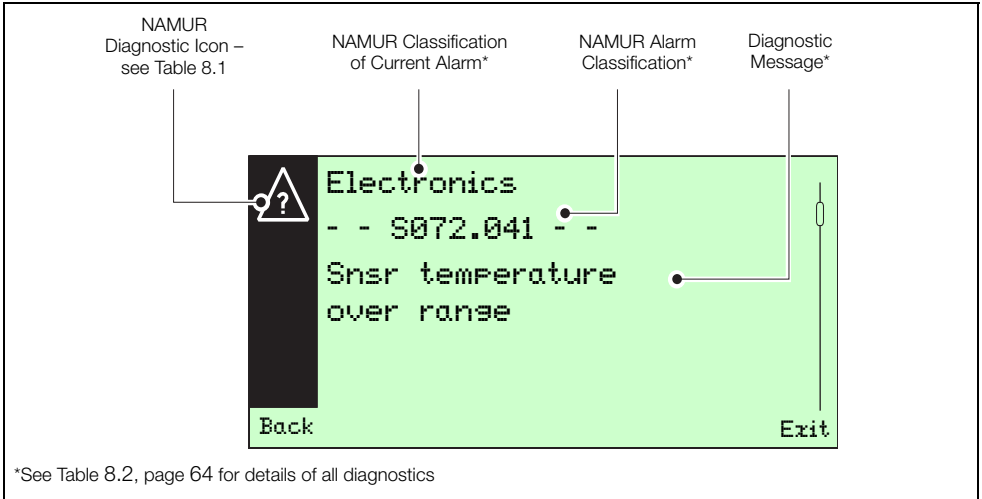 NAMUR
Diagnostic Icon –
see Table 8.1
NAMUR Classification
of Current Alarm*
NAMUR Alarm
Classification*
Diagnostic
Message*
?
Electronics
- - S072.041 - -
Snsr temperature
over range
Back
Exit
*See Table 8.2, page 64 for details of all diagnostics